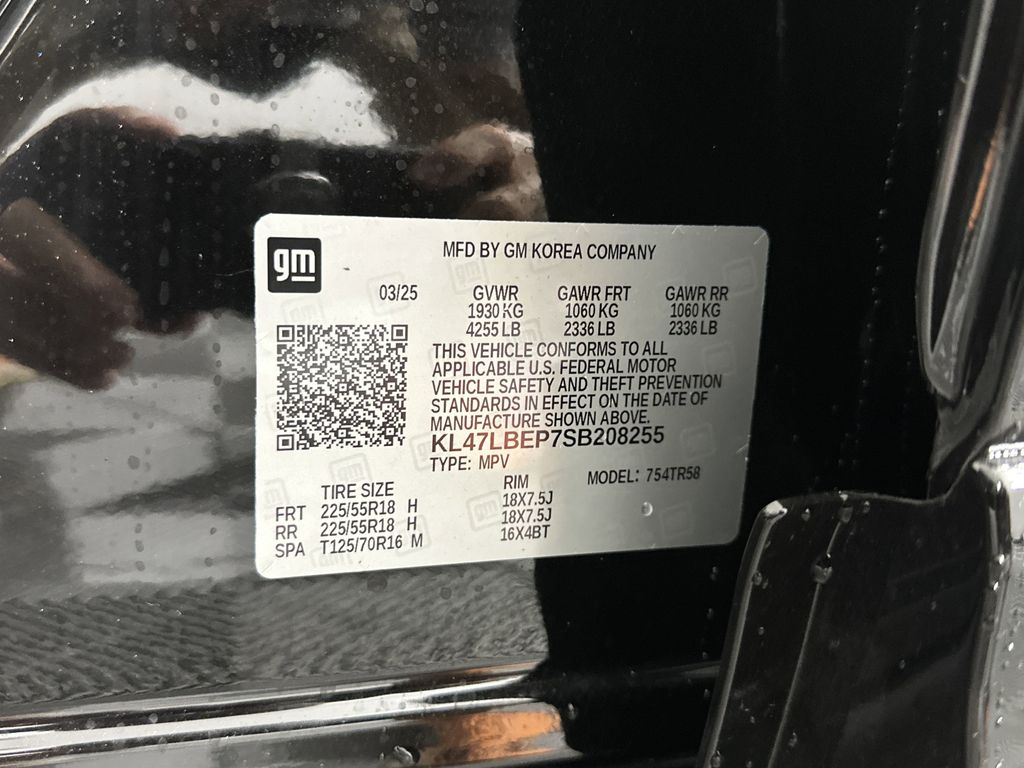 gm
MFD BY GM KOREA COMPANY
03/25 GVWR GAWR FRT GAWR RR
1930 KG 1060 KG 1060 KG
4255 LB 2336 LB 2336 LB
THIS VEHICLE CONFORMS TO ALL
APPLICABLE U.S. FEDERAL MOTOR
VEHICLE SAFETY AND THEFT PREVENTION
STANDARDS IN EFFECT ON THE DATE OF
MANUFACTURE SHOWN ABOVE.
KL47LBEP7SB208255
TYPE: MPV MODEL: 754TR58
TIRE SIZE RIM
FRT 225/55R18 H 18X7.5J
RR 225/55R18 H 18X7.5J
SPA T125/70R16 M 16X4BT